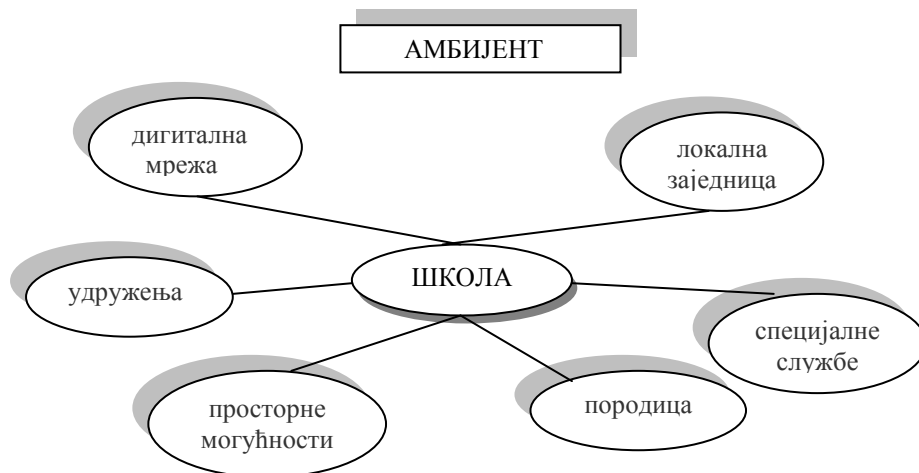 АМБИЈЕНТ
дигитална
мрежа
локална
заједница
ШКОЛА
удружења
специјалне
службе
просторне
могућности
породица